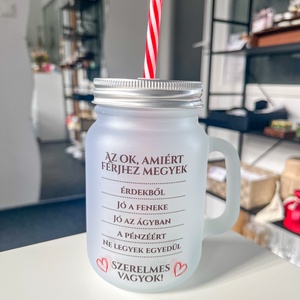 AZ OK, AMIÉRT
FÉRJHEZ MEGYEK
ÉRDEKBŐL
JÓ A FENEKE
JÓ AZ ÁGYBAN
A PÉNZÉÉRT
NE LEGYEK EGYEDÜL
SZERELMES
VAGYOK!